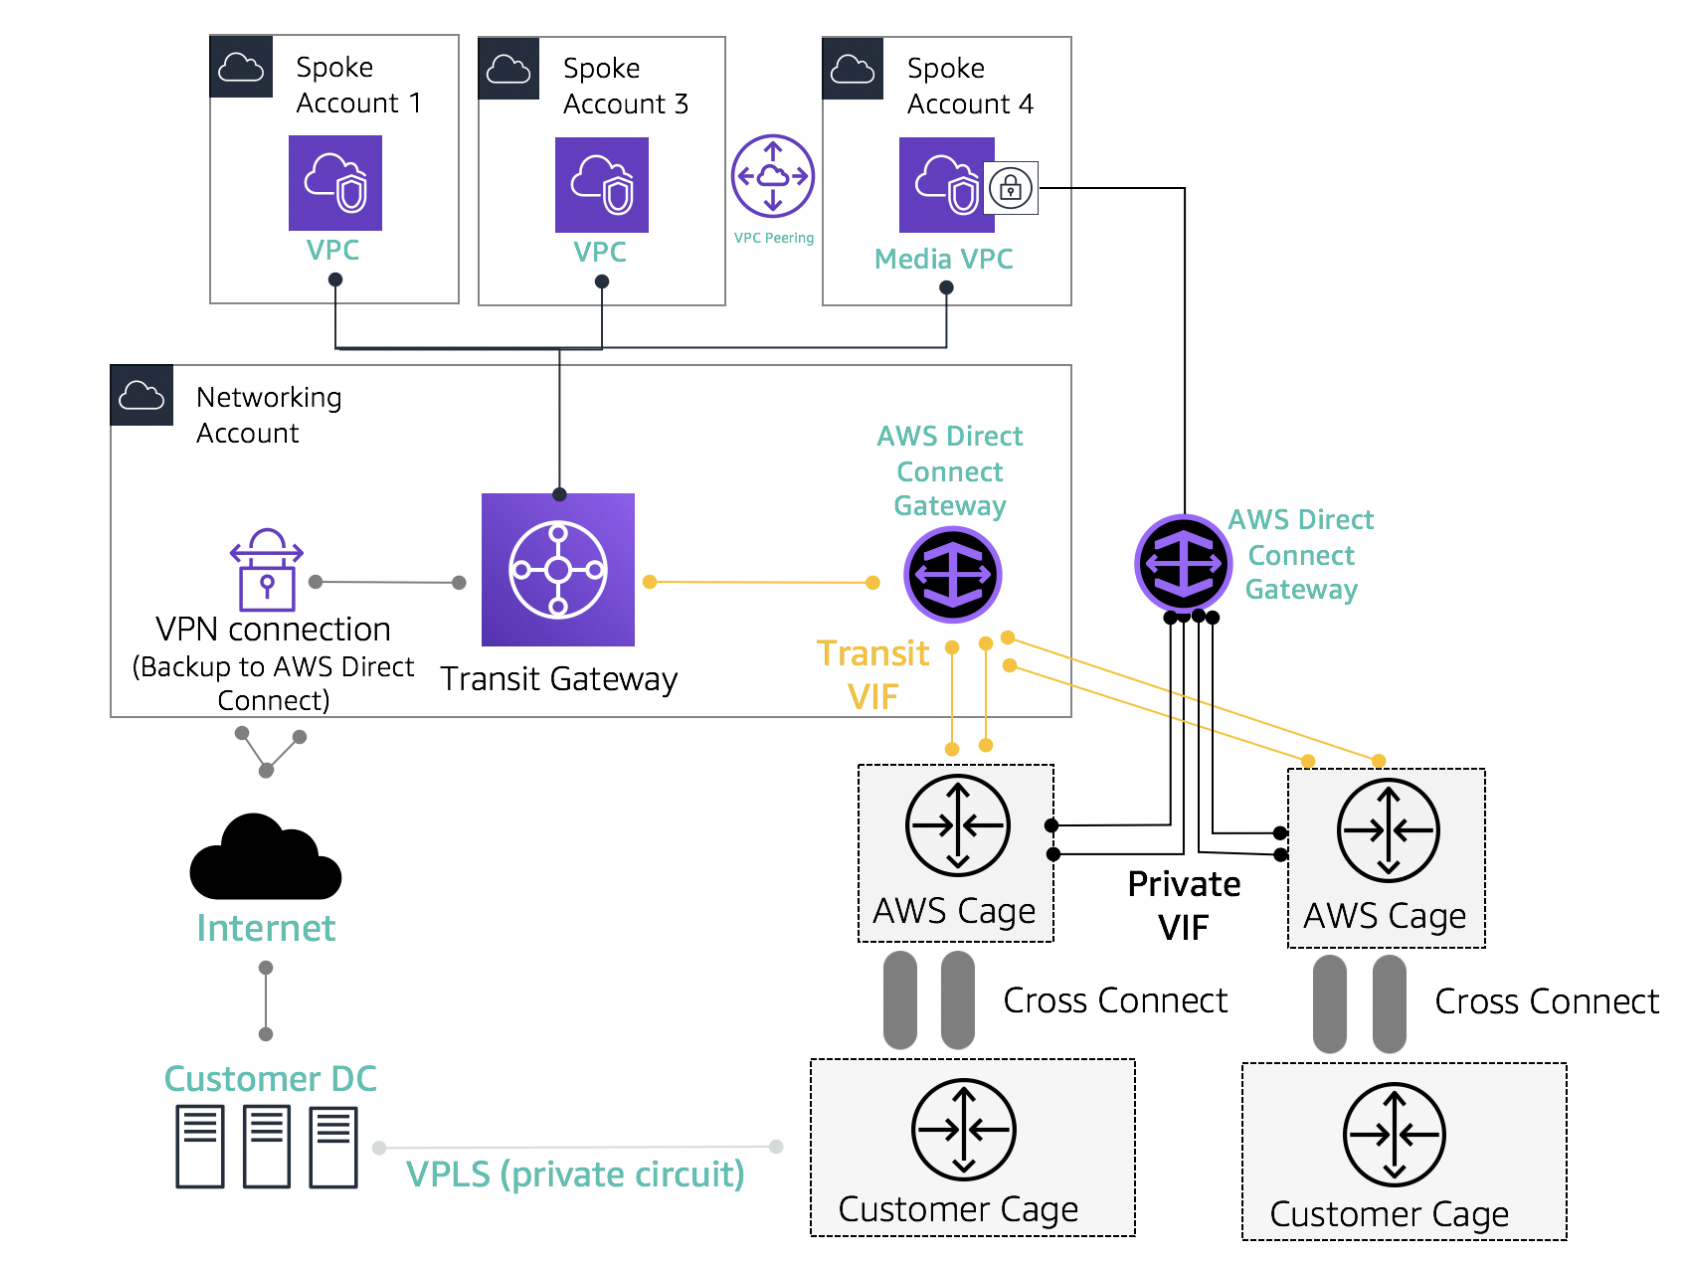 Spoke
Account 1
VPC
Spoke
Account 3
VPC
VPC Peering
Spoke
Account 4
Media VPC
Networking
Account
AWS Direct
Connect
Gateway
AWS Direct
Connect
Gateway
VPN connection
(Backup to AWS Direct
Connect)
Transit Gateway
Transit
VIF
Internet
AWS Cage
Private
VIF
AWS Cage
Cross Connect
Cross Connect
Customer DC
VPLS (private circuit)
Customer Cage
Customer Cage